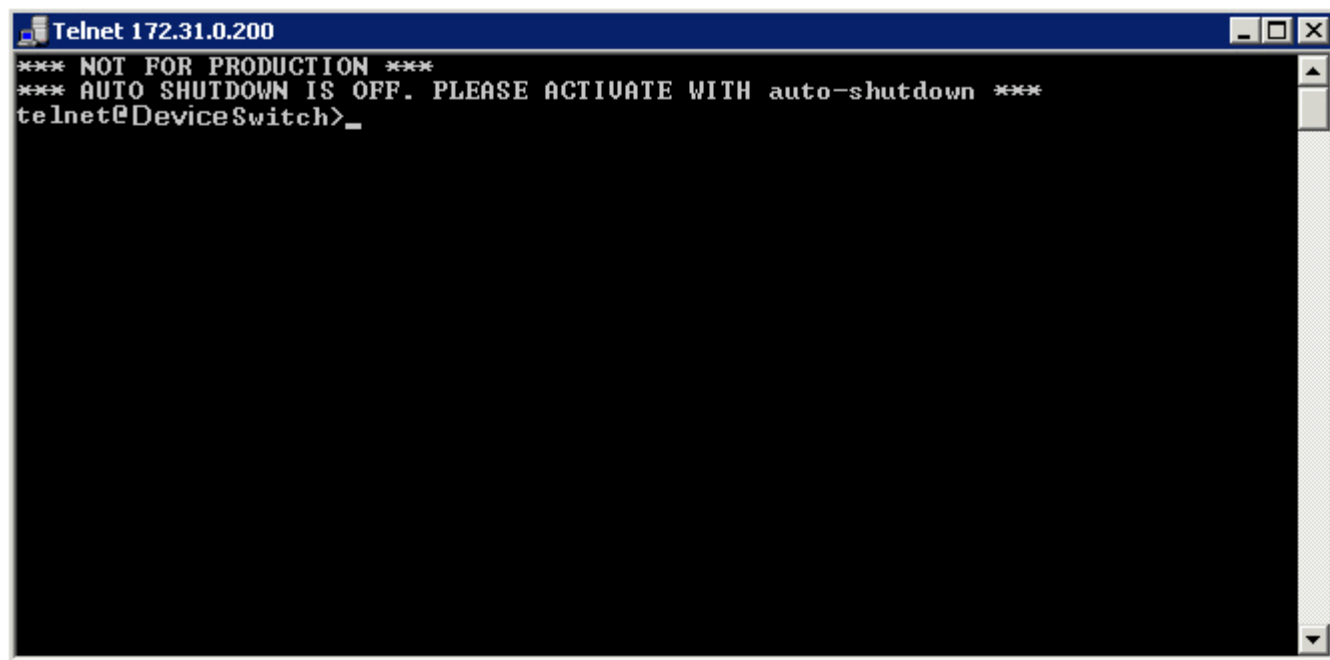 Telnet 172.31.0.200
*** NOT FOR PRODUCTION ***
*** AUTO SHUTDOWN IS OFF. PLEASE ACTIVATE WITH auto-shutdown ***
telnet@DeviceSwitch>_